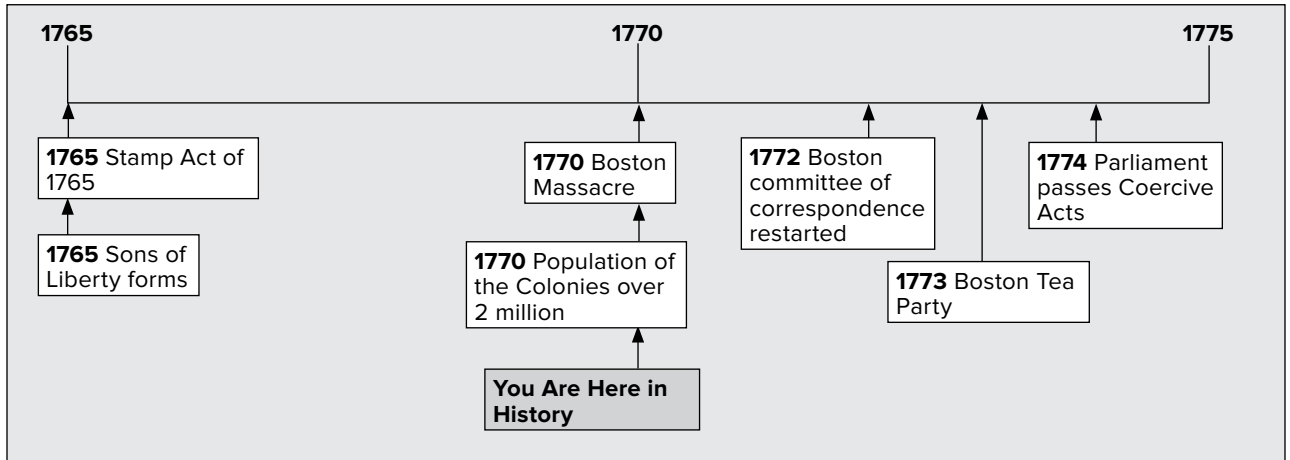 1765
1770
1775
1765 Stamp Act of
1765
1765 Sons of
Liberty forms
1770 Boston
Massacre
1770 Population of
the Colonies over
2 million
You Are Here in
History
1772 Boston
committee of
correspondence
restarted
1773 Boston Tea
Party
1774 Parliament
passes Coercive
Acts